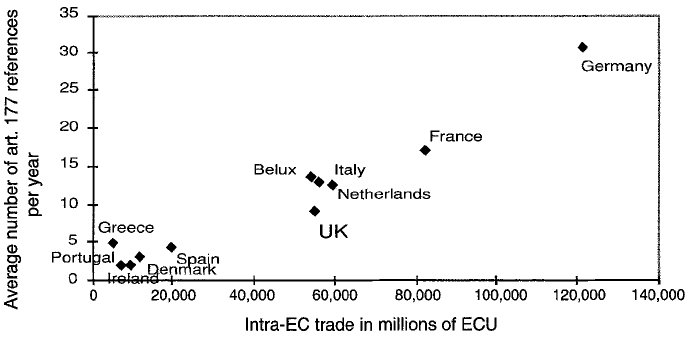 Average number of art. 177 references
per year
35
30
25
20
15
10
5
0
Germany
France
Belux
Italy
Netherlands
UK
Greece
Portugal
Spain
Denmark
Ireland
0
20,000
40,000
60,000
80,000
100,000
120,000
140,000
Intra-EC trade in millions of ECU